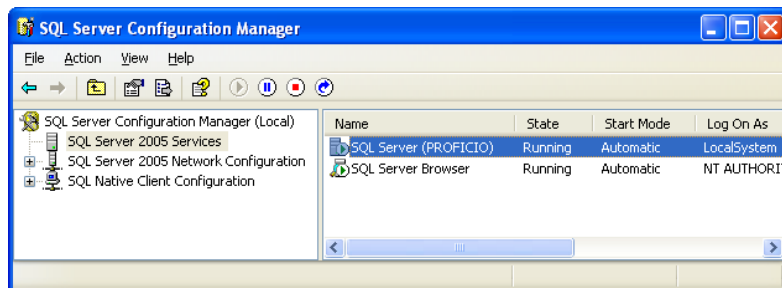 SQL Server Configuration Manager
File Action View Help
SQL Server Configuration Manager (Local)
SQL Server 2005 Services
SQL Server 2005 Network Configuration
SQL Native Client Configuration
Name State Start Mode Log On As
SQL Server (PROFICIO) Running Automatic LocalSystem
SQL Server Browser Running Automatic NT AUTHORIT